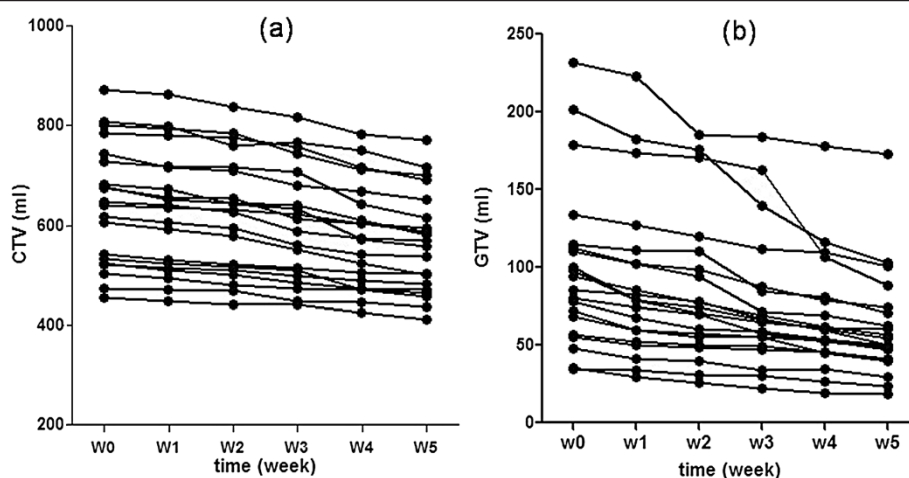 (a)
CTV (ml)
1000
800
600
400
200
W0 W1 W2 W3 W4 W5
time (week)
(b)
GTV (ml)
250
200
150
100
50
0
w0 w1 w2 w3 w4 w5
time (week)